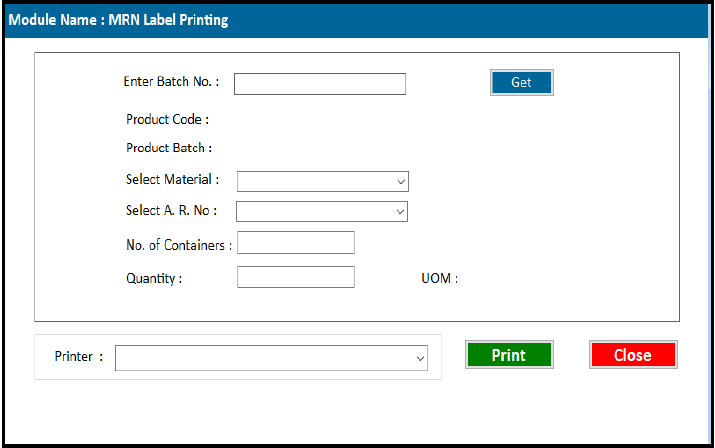 Module Name : MRN Label Printing
Enter Batch No. :
Get
Product Code :
Product Batch :
Select Material :
Select A. R. No :
No. of Containers :
Quantity :
UOM :
Printer :
Print
Close